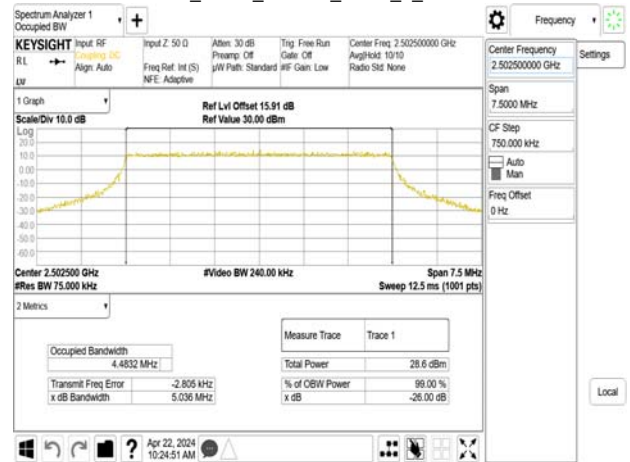 Spectrum Analyzer 1
Occupied BW
+
Frequency
KEYSIGHT
RL
LV
Input: RF
Coupling: DC
Align: Auto
Input Z: 50 Ω
Freq Ref: Int (S)
NFE: Adaptive
Atten: 30 dB
Preamp: Off
µW Path: Standard
Trig: Free Run
Gate: Off
#IF Gain: Low
Center Freq: 2.502500000 GHz
Avg|Hold: 10/10
Radio Std: None
Center Frequency
2.502500000 GHz
Settings
Span
7.5000 MHz
CF Step
750.000 kHz
Auto
Man
Freq Offset
0 Hz
Local
1 Graph
Scale/Div 10.0 dB
Ref Lvl Offset 15.91 dB
Ref Value 30.00 dBm
Log
20.0
10.0
0.00
-10.0
-20.0
-30.0
-40.0
-50.0
-60.0
Center 2.502500 GHz
#Res BW 75.000 kHz
#Video BW 240.00 kHz
Span 7.5 MHz
Sweep 12.5 ms (1001 pts)
2 Metrics
Occupied Bandwidth
4.4832 MHz
Transmit Freq Error -2.805 kHz
x dB Bandwidth 5.036 MHz
Measure Trace Trace 1
Total Power 28.6 dBm
% of OBW Power 99.00 %
x dB -26.00 dB
?
Apr 22, 2024
10:24:51 AM